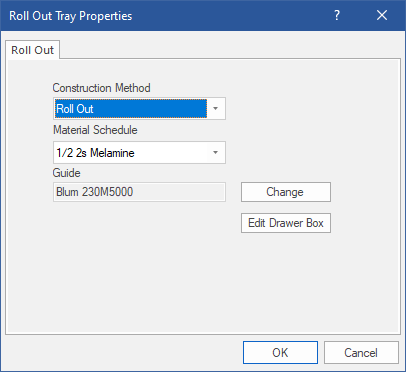 Roll Out Tray Properties
Roll Out
Construction Method
Roll Out
Material Schedule
1/2 2s Melamine
Guide
Blum 230M5000
Change
Edit Drawer Box
OK
Cancel